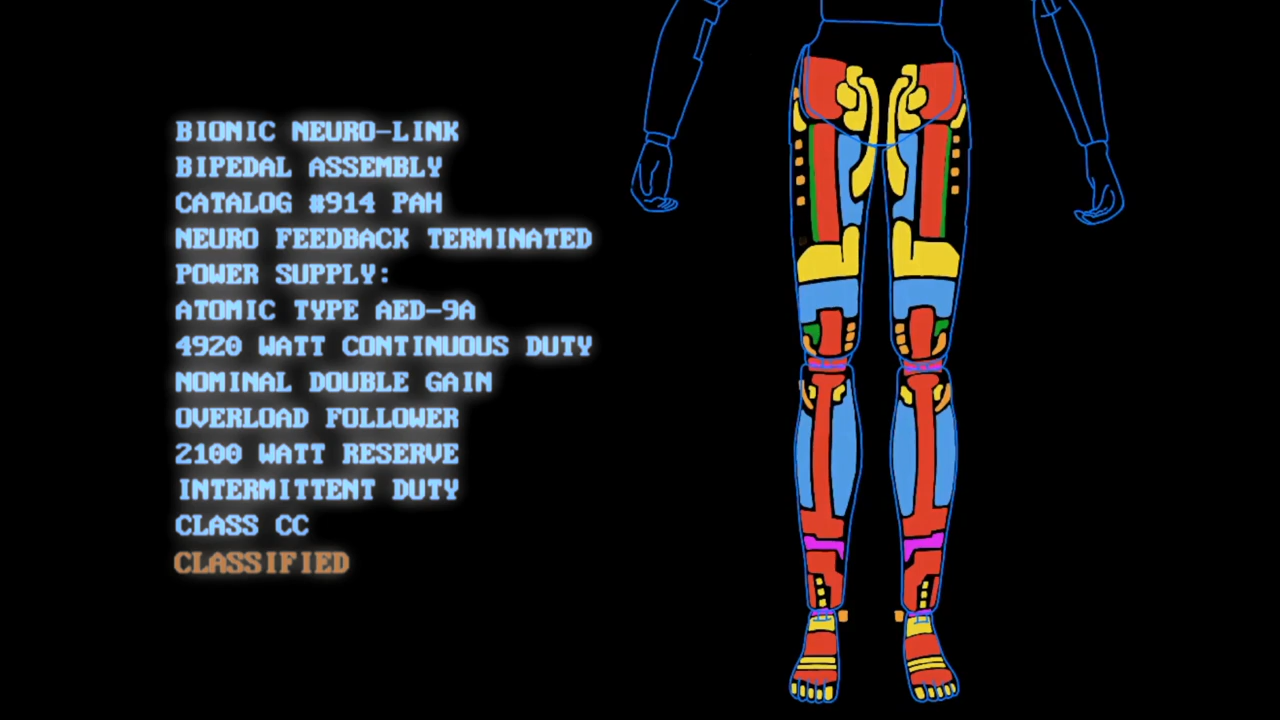 BIONIC NEURO-LINK
BIPEDAL ASSEMBLY
CATALOG #914 PAH
NEURO FEEDBACK TERMINATED
POWER SUPPLY:
ATOMIC TYPE AED-9A
4920 WATT CONTINUOUS DUTY
NOMINAL DOUBLE GAIN
OVERLOAD FOLLOWER
2100 WATT RESERVE
INTERMITTENT DUTY
CLASS CC
CLASSIFIED